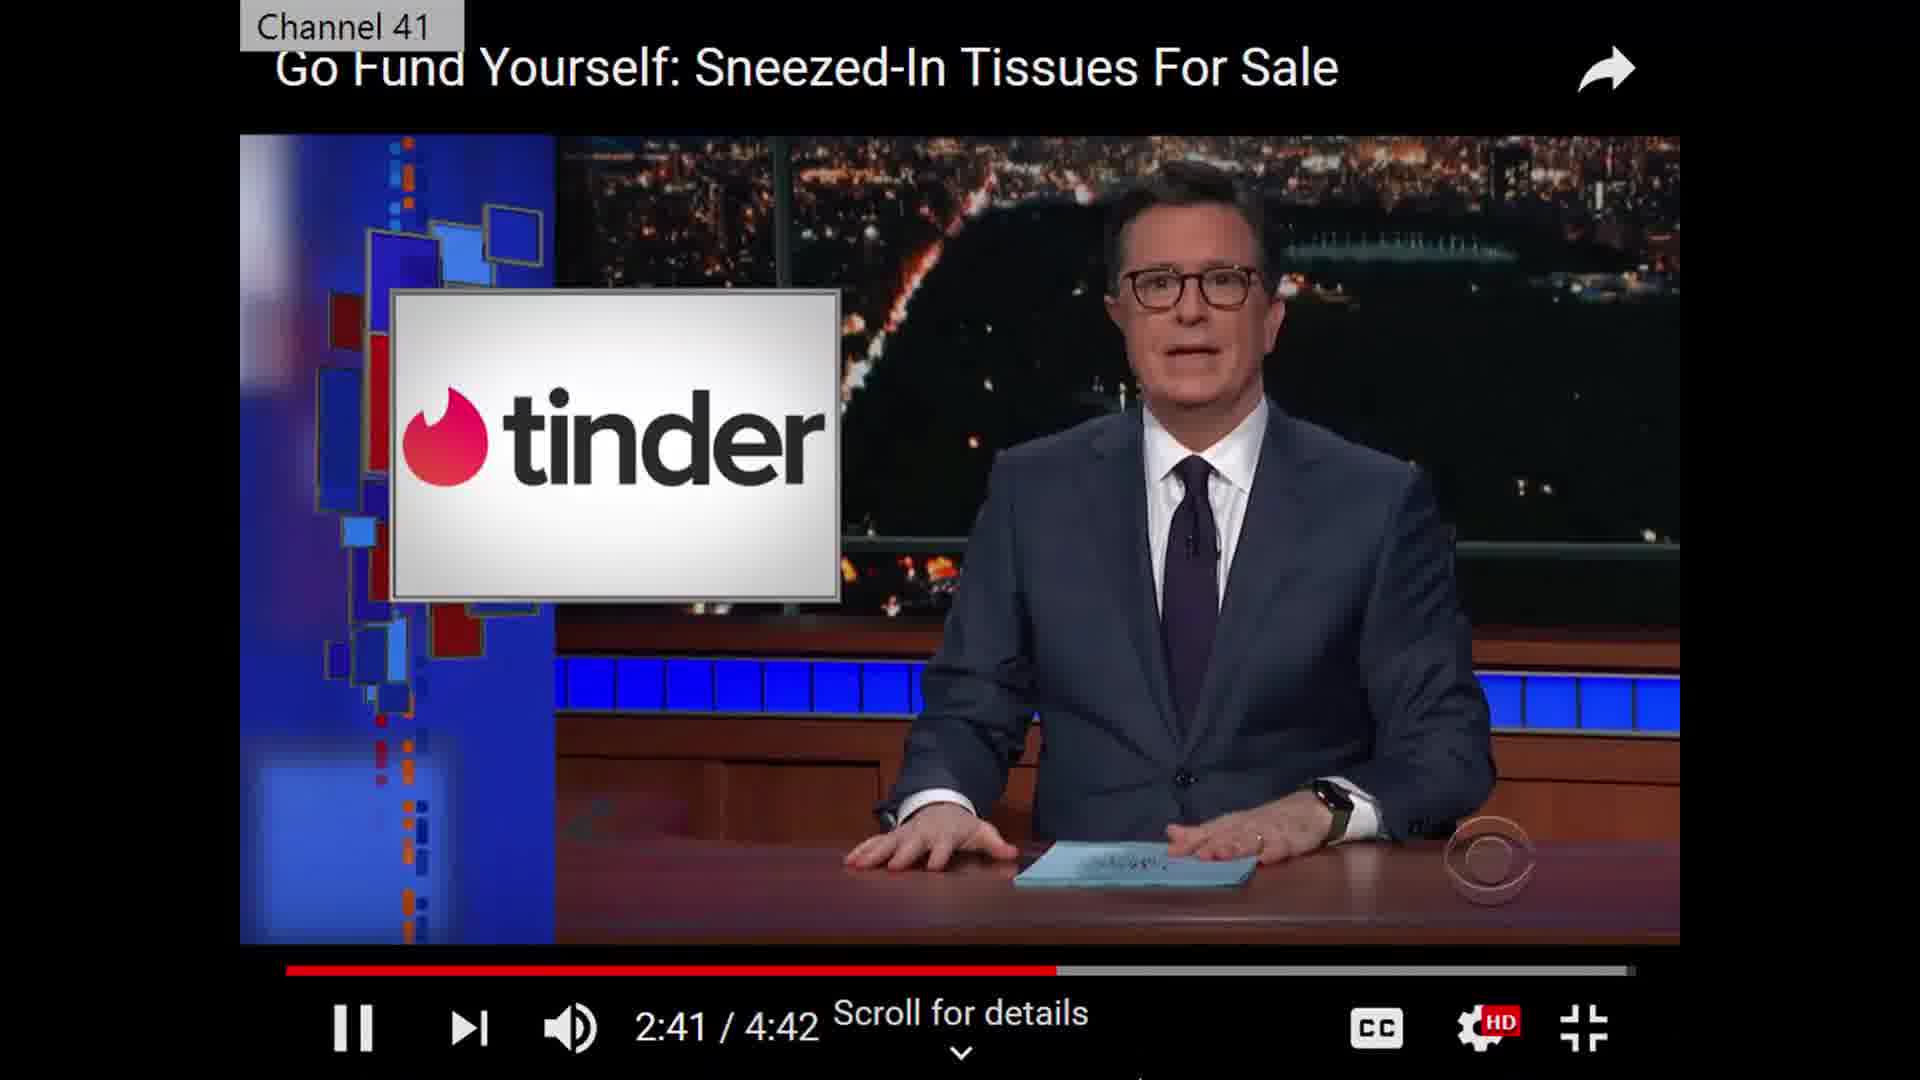 Channel 41
Go Fund Yourself: Sneezed-In Tissues For Sale
tinder
2:41 / 4:42
Scroll for details
CC
HD